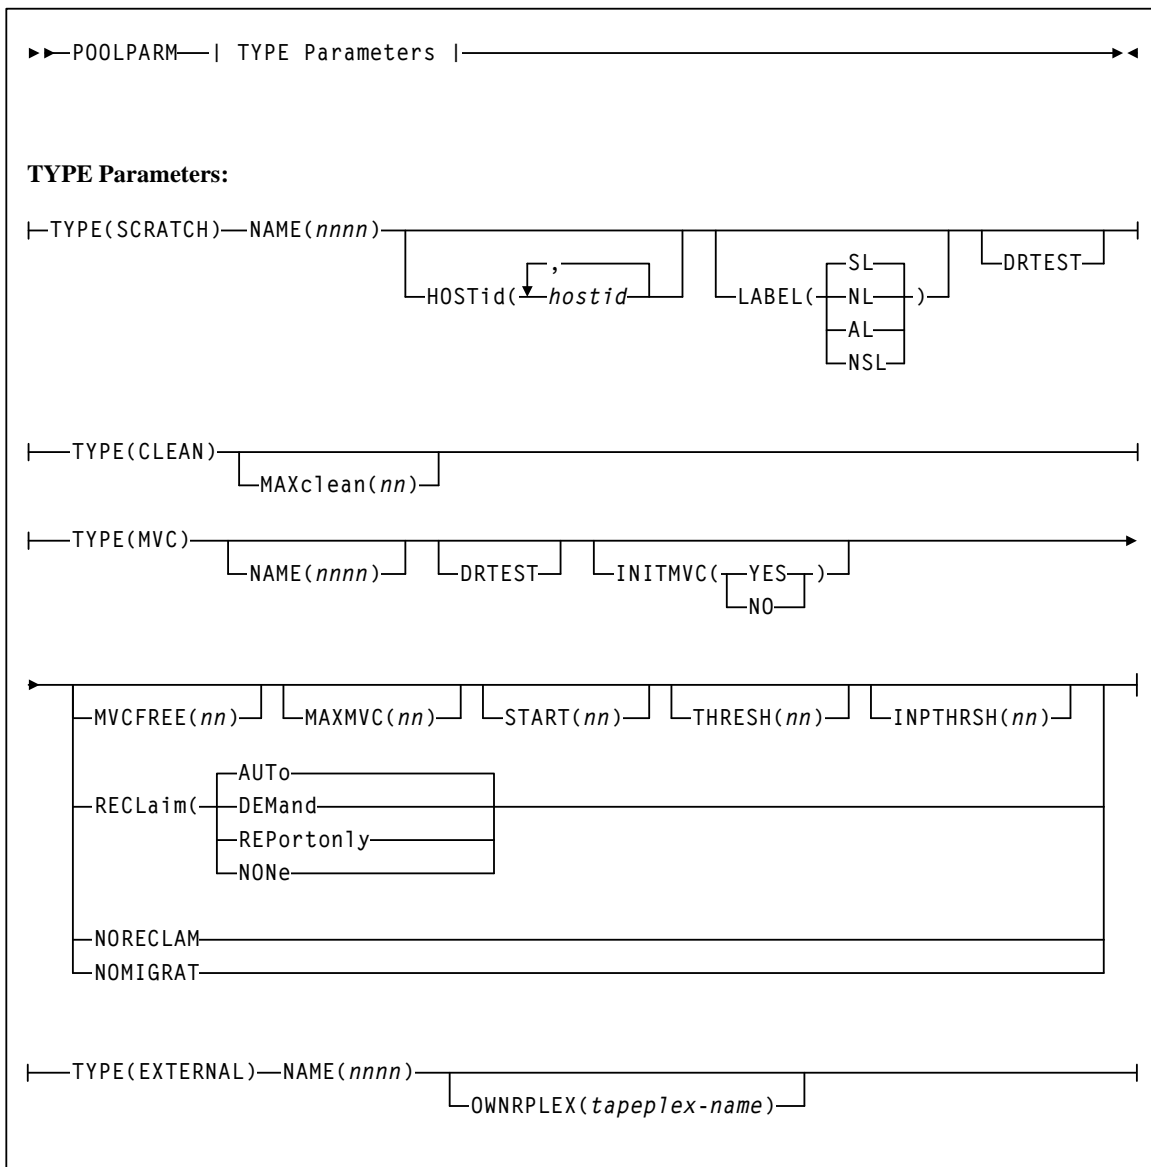 POOLPARM | TYPE Parameters |
TYPE Parameters:
TYPE(SCRATCH) NAME(nnnn)
HOSTid( , hostid
LABEL( SL
NL )
AL
NSL
DRTEST
TYPE(CLEAN)
MAXclean(nn)
TYPE(MVC)
NAME(nnnn)
DRTEST
INITMVC( YES )
NO
MVCFREE(nn)
MAXMVC(nn)
START(nn)
THRESH(nn)
INPTHRSH(nn)
RECLaim( AUTo
DEMand
REPortonly
NONe
NORECLAM
NOMIGRAT
TYPE(EXTERNAL) NAME(nnnn)
OWNRPLEX(tapeplex-name)